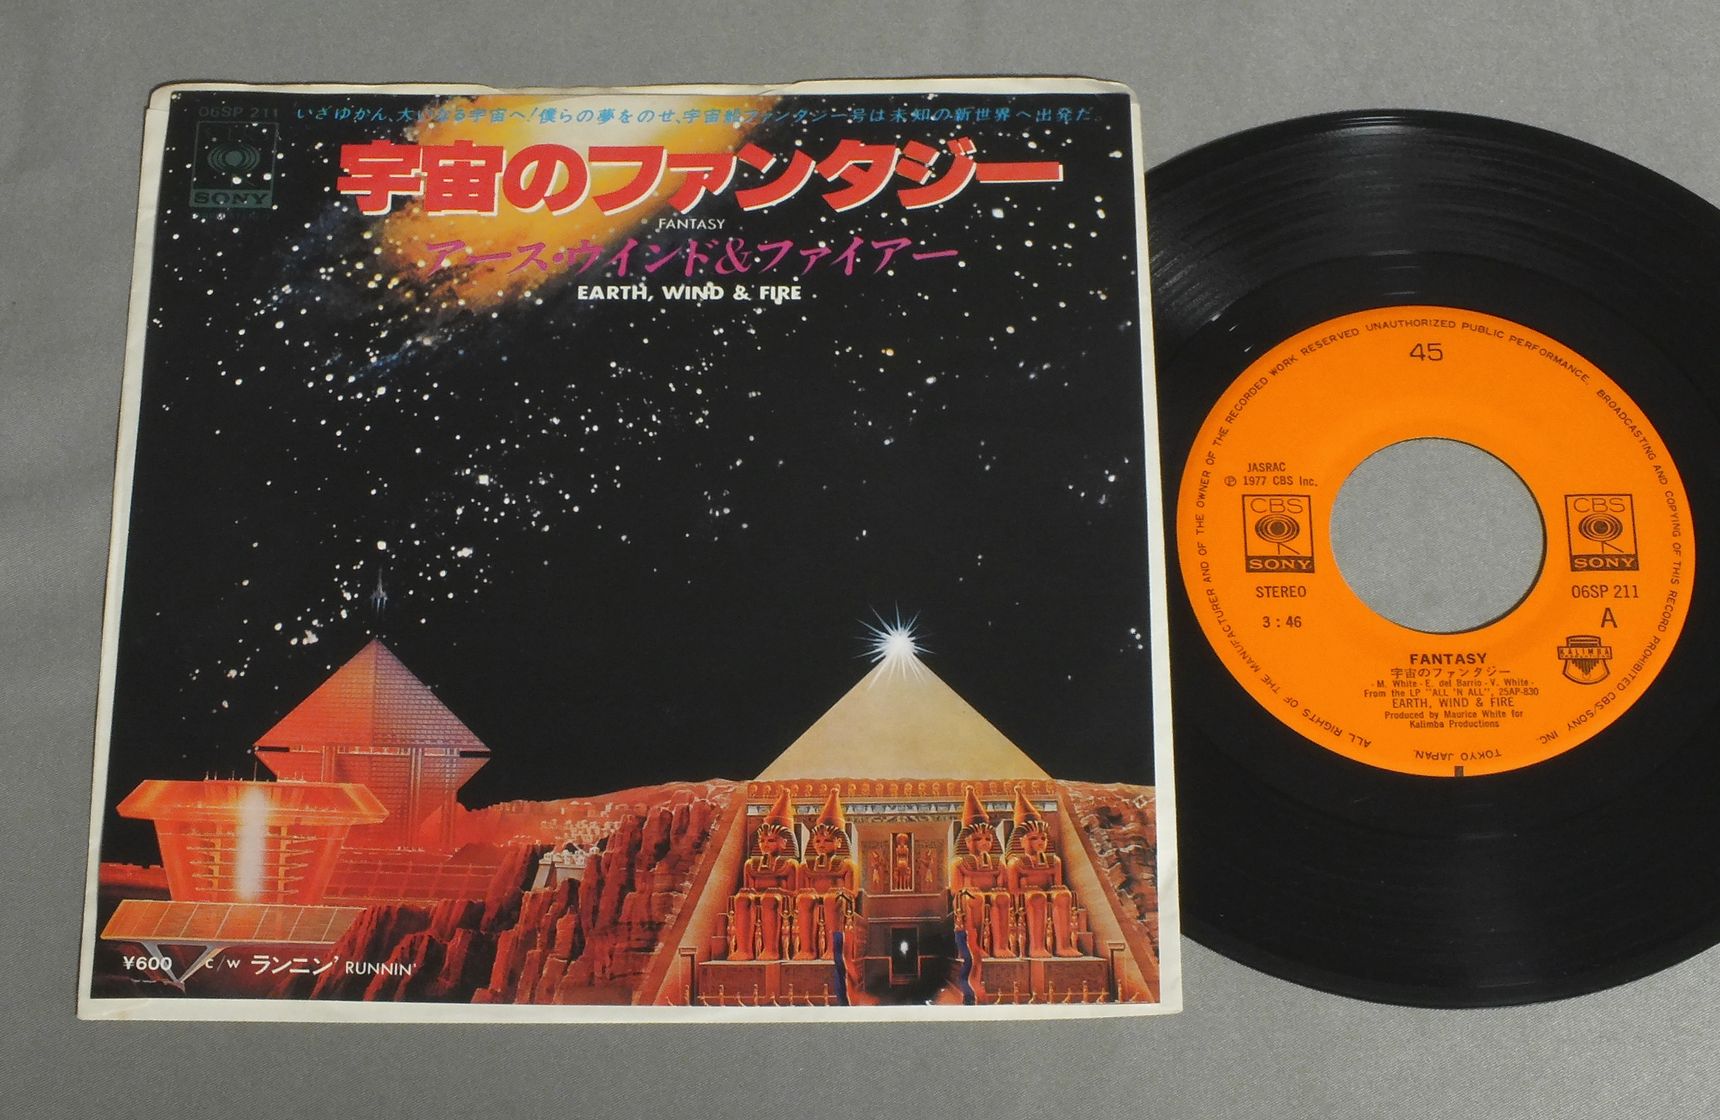 06SP 211
いざゆかん、大いなる宇宙へ!僕らの夢をのせ、宇宙船ファンタジー号は未知の新世界へ出発だ。
SONY
宇宙のファンタジー
FANTASY
アース・ウインド&ファイアー
EARTH, WIND & FIRE
¥600 c/w ランニン' RUNNIN'
ALL RIGHTS OF THE MANUFACTURER AND OF THE OWNER OF THE RECORDED WORK RESERVED UNAUTHORIZED PUBLIC PERFORMANCE. BROADCASTING AND COPYING OF THIS RECORD PROHIBITED CBS/SONY INC. TOKYO JAPAN.
45
JASRAC
Ⓟ 1977 CBS Inc.
CBS
SONY
STEREO
3:46
CBS
SONY
06SP 211
A
KALIMBA
FANTASY
宇宙のファンタジー
- M. White - E. del Barrio - V. White -
From the LP "ALL 'N ALL", 25AP-830
EARTH, WIND & FIRE
Produced by Maurice White for
Kalimba Productions